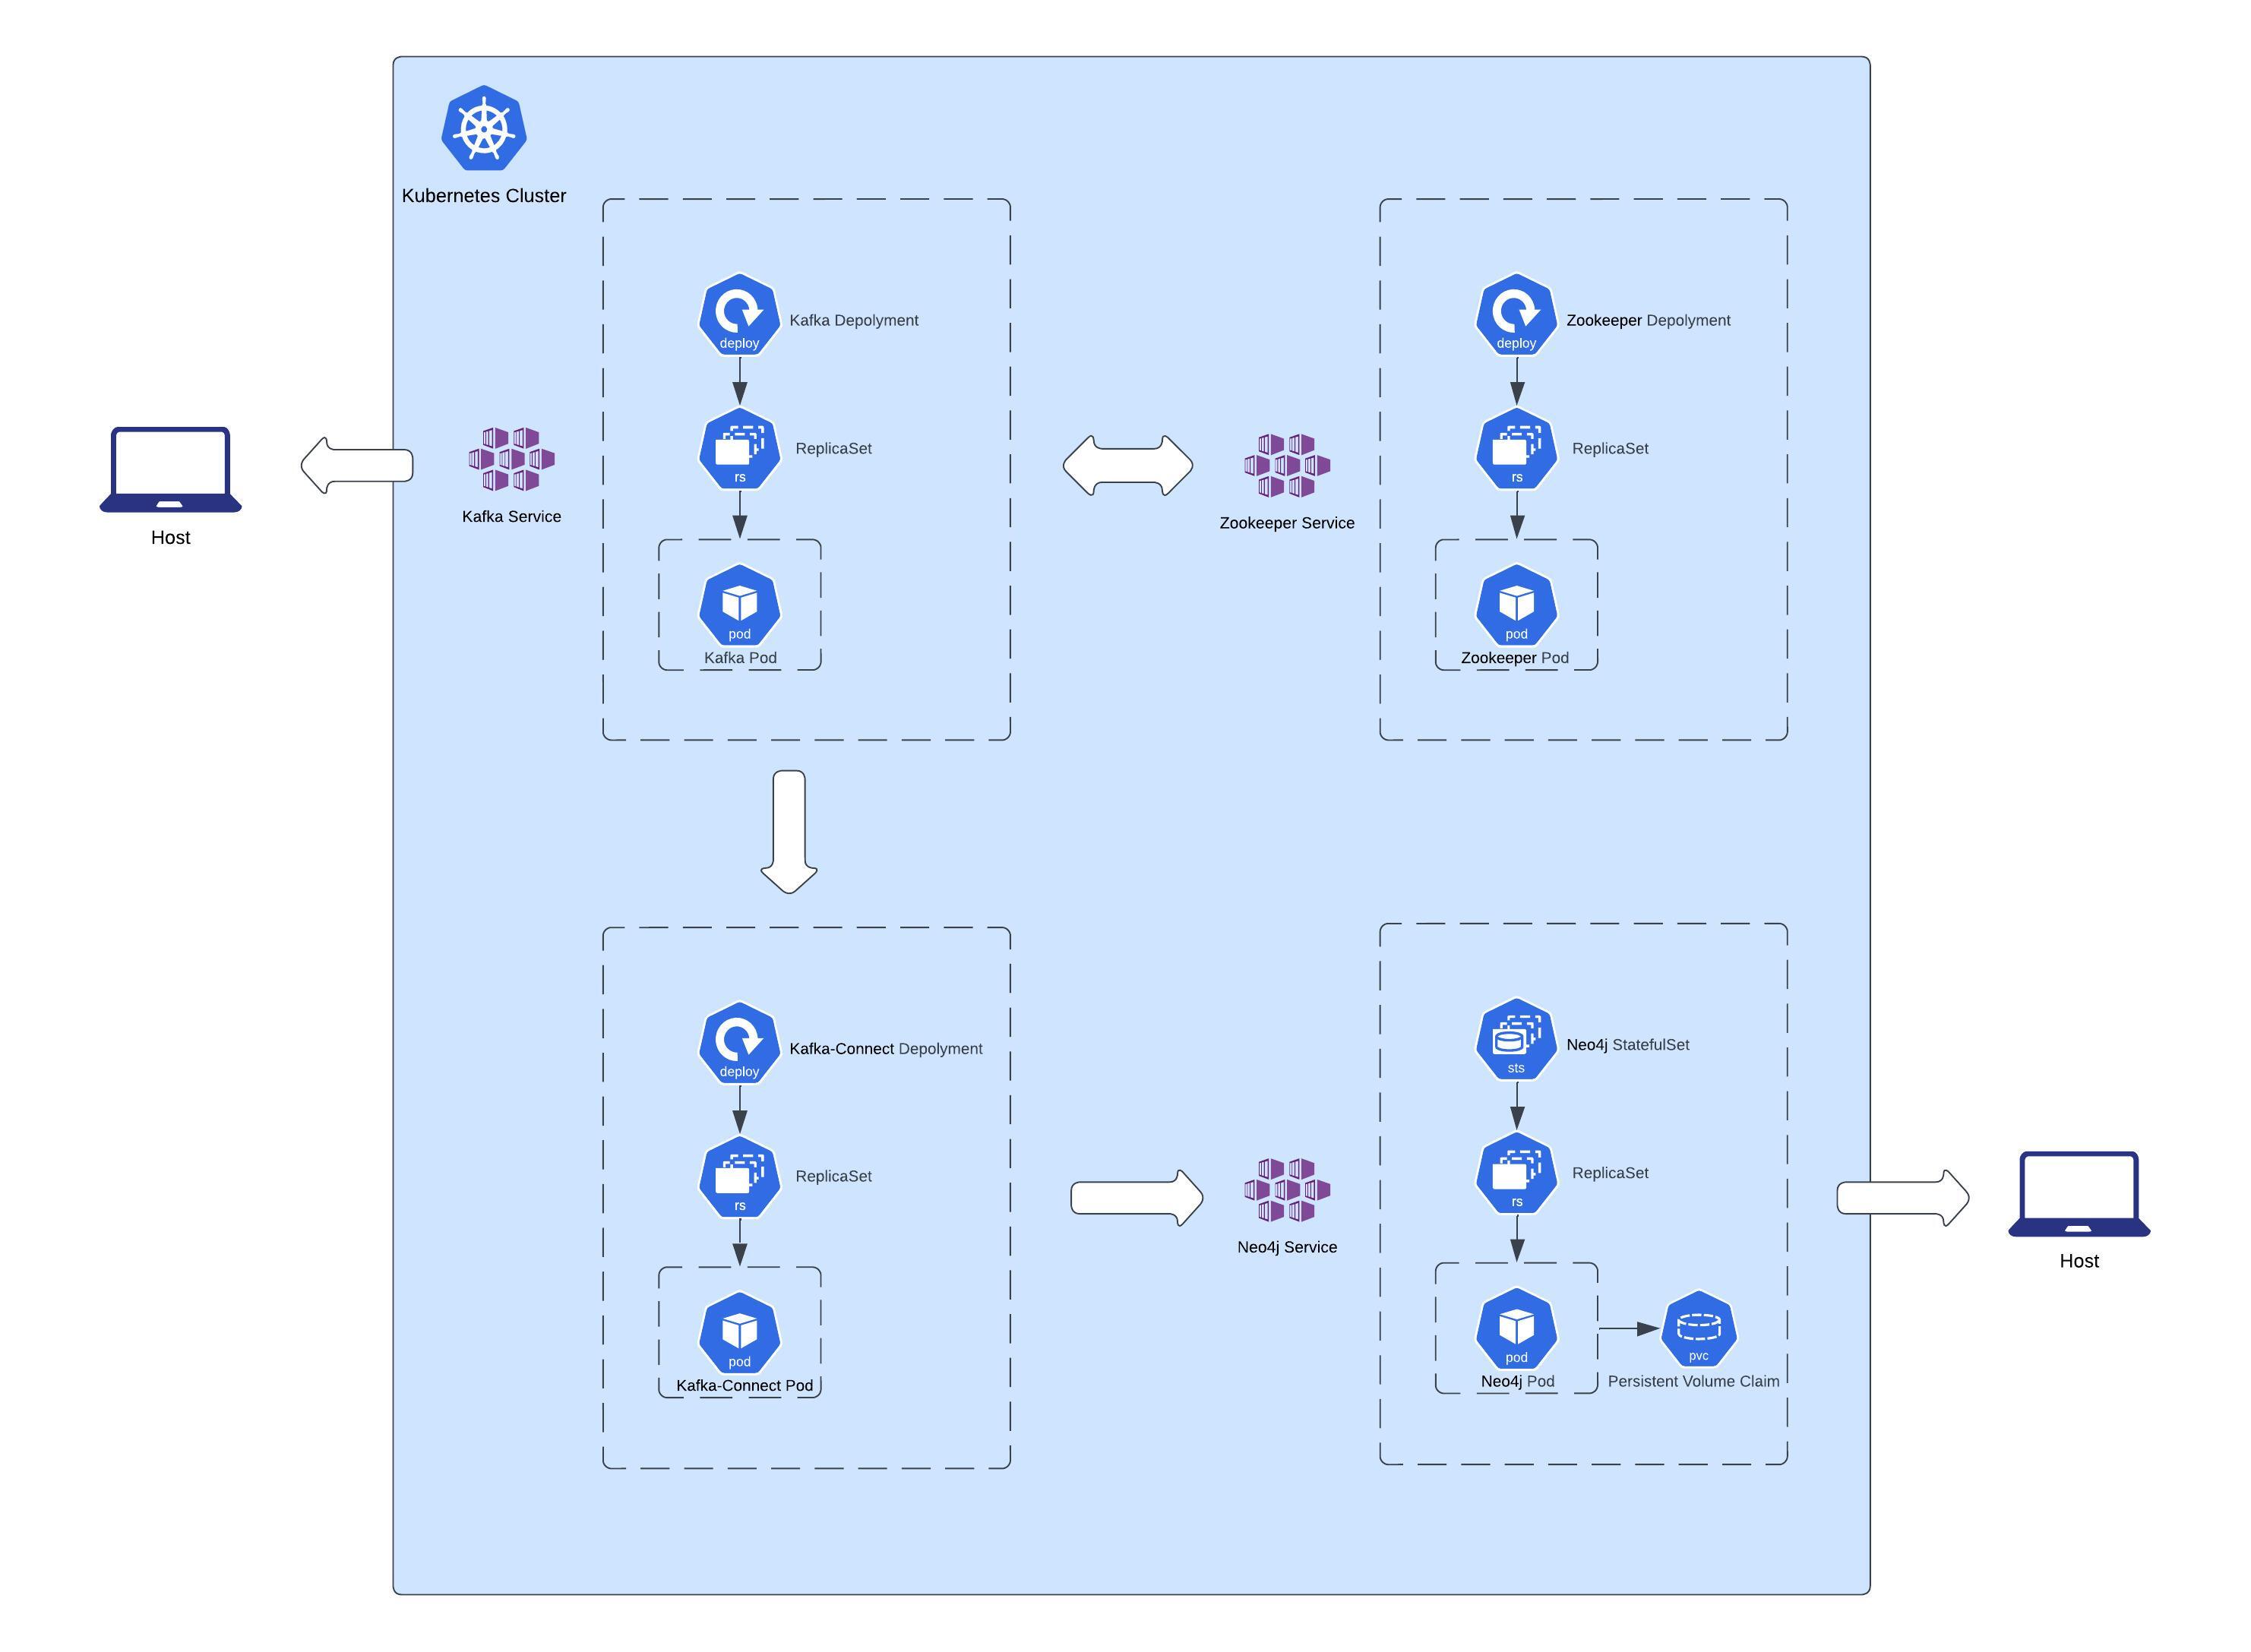 Kubernetes Cluster
deploy
Kafka Depolyment
rs
ReplicaSet
pod
Kafka Pod
Kafka Service
Host
deploy
Zookeeper Depolyment
rs
ReplicaSet
pod
Zookeeper Pod
Zookeeper Service
deploy
Kafka-Connect Depolyment
rs
ReplicaSet
pod
Kafka-Connect Pod
sts
Neo4j StatefulSet
rs
ReplicaSet
pod
Neo4j Pod
pvc
Persistent Volume Claim
Neo4j Service
Host